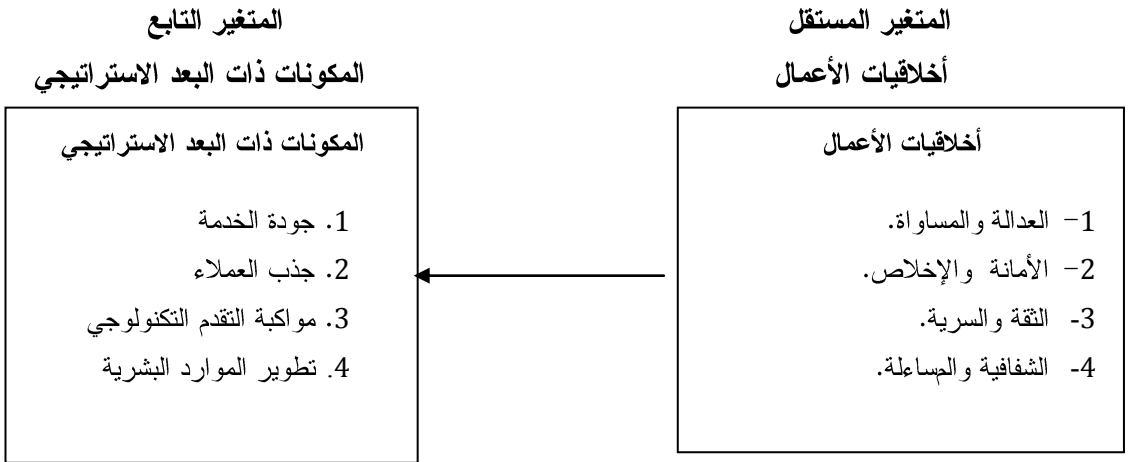 المتغير المستقل
أخلاقيات الأعمال
أخلاقيات الأعمال
1- العدالة والمساواة.
2- الأمانة والإخلاص.
3- الثقة والسرية.
4- الشفافية والمساءلة.
المتغير التابع
المكونات ذات البعد الاستراتيجي
المكونات ذات البعد الاستراتيجي
1. جودة الخدمة
2. جذب العملاء
3. مواكبة التقدم التكنولوجي
4. تطوير الموارد البشرية